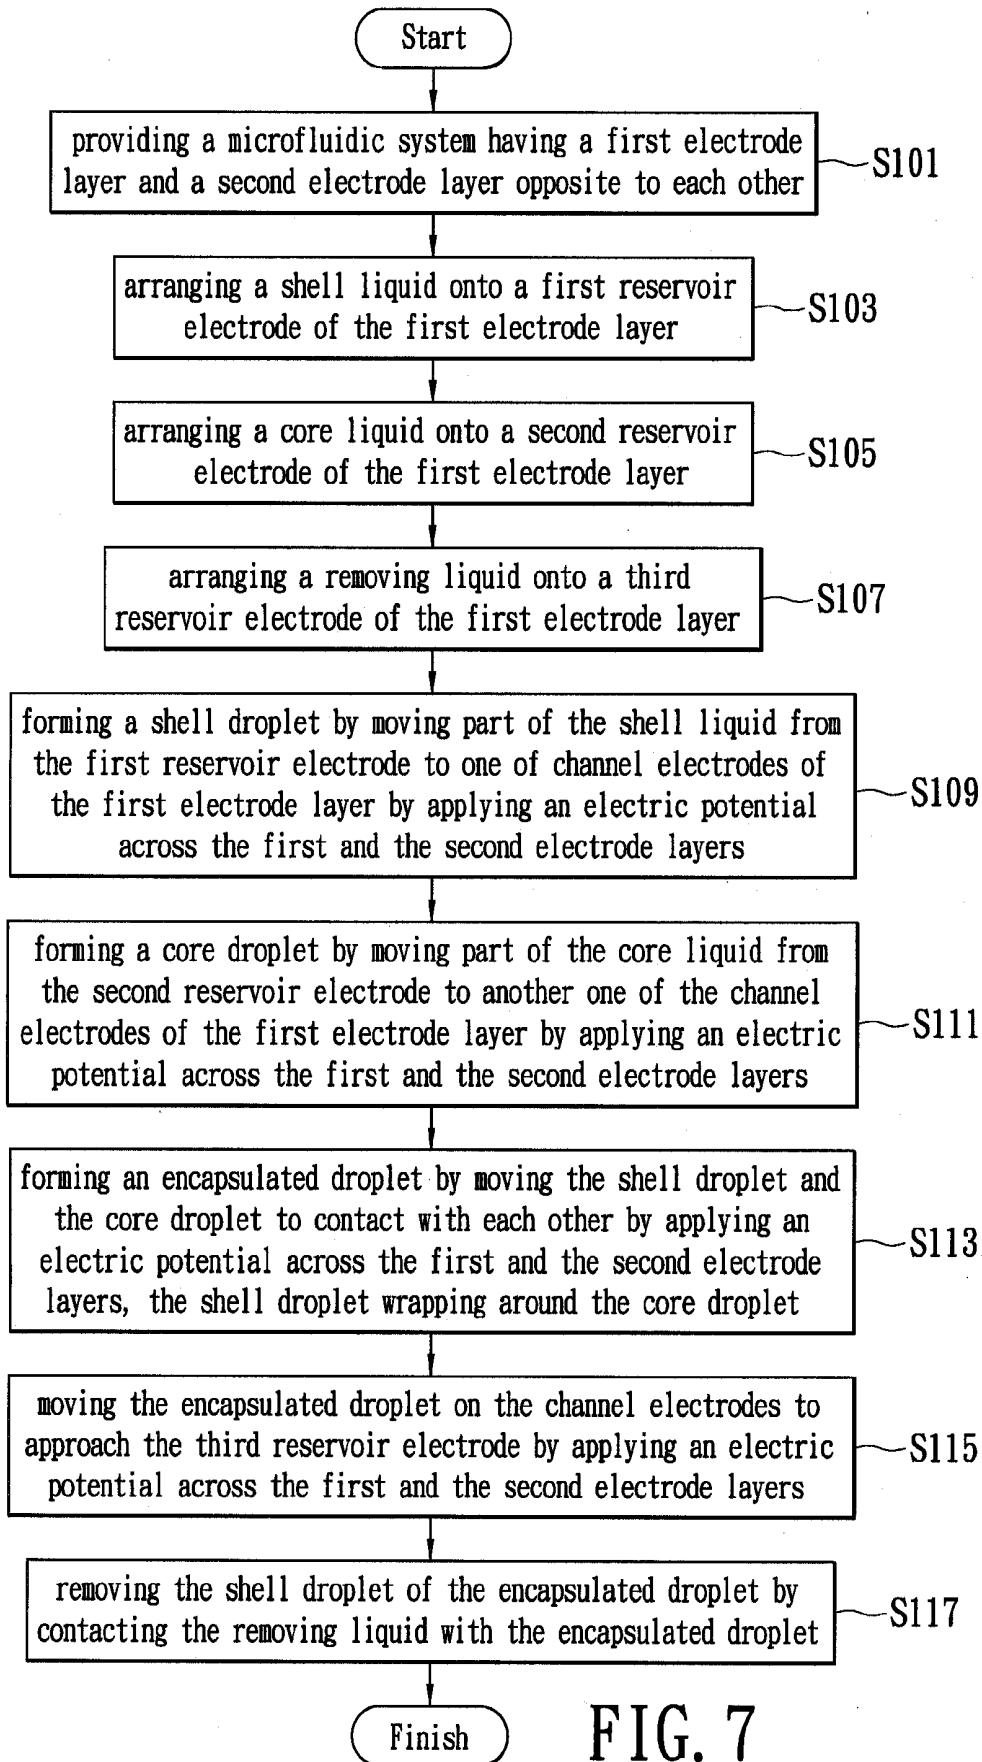 Start
providing a microfluidic system having a first electrode
layer and a second electrode layer opposite to each other
S101
arranging a shell liquid onto a first reservoir
electrode of the first electrode layer
S103
arranging a core liquid onto a second reservoir
electrode of the first electrode layer
S105
arranging a removing liquid onto a third
reservoir electrode of the first electrode layer
S107
forming a shell droplet by moving part of the shell liquid from
the first reservoir electrode to one of channel electrodes of
the first electrode layer by applying an electric potential
across the first and the second electrode layers
S109
forming a core droplet by moving part of the core liquid from
the second reservoir electrode to another one of the channel
electrodes of the first electrode layer by applying an electric
potential across the first and the second electrode layers
S111
forming an encapsulated droplet by moving the shell droplet and
the core droplet to contact with each other by applying an
electric potential across the first and the second electrode
layers, the shell droplet wrapping around the core droplet
S113
moving the encapsulated droplet on the channel electrodes to
approach the third reservoir electrode by applying an electric
potential across the first and the second electrode layers
S115
removing the shell droplet of the encapsulated droplet by
contacting the removing liquid with the encapsulated droplet
S117
Finish
FIG. 7